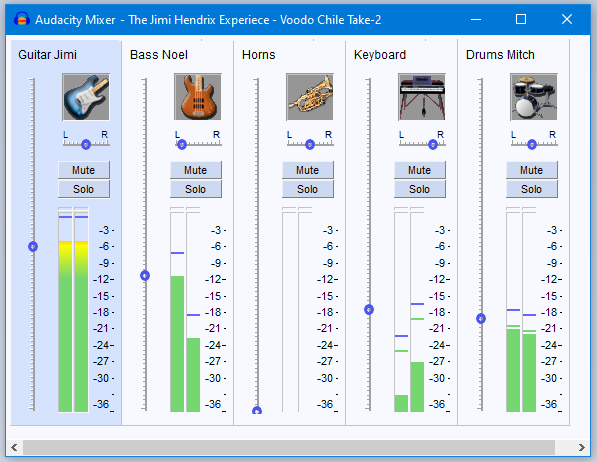 Audacity Mixer - The Jimi Hendrix Experiece - Voodo Chile Take-2
Guitar Jimi
L R
Mute
Solo
-3
-6
-9
-12
-15
-18
-21
-24
-27
-30
-36
Bass Noel
L R
Mute
Solo
-3
-6
-9
-12
-15
-18
-21
-24
-27
-30
-36
Horns
L R
Mute
Solo
-3
-6
-9
-12
-15
-18
-21
-24
-27
-30
-36
Keyboard
L R
Mute
Solo
-3
-6
-9
-12
-15
-18
-21
-24
-27
-30
-36
Drums Mitch
L R
Mute
Solo
-3
-6
-9
-12
-15
-18
-21
-24
-27
-30
-36